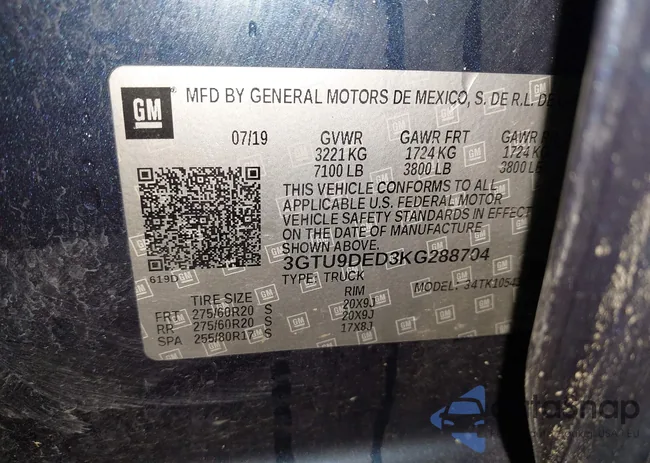 GM ® MFD BY GENERAL MOTORS DE MEXICO, S. DE R.L. DE
07/19 GVWR GAWR FRT GAWR
3221 KG 1724 KG 1724 KG
7100 LB 3800 LB 3800 LB
THIS VEHICLE CONFORMS TO ALL
APPLICABLE U.S. FEDERAL MOTOR
VEHICLE SAFETY STANDARDS IN EFFECT
ON THE DATE OF MANUFACTURE
SHOWN ABOVE.
3GTU9DED3KG288704
619D
TYPE: TRUCK MODEL:
TIRE SIZE RIM
FRT 275/60R20 S 20X9J
RR 275/60R20 S 20X9J
SPA 255/80R17 S 17X8J